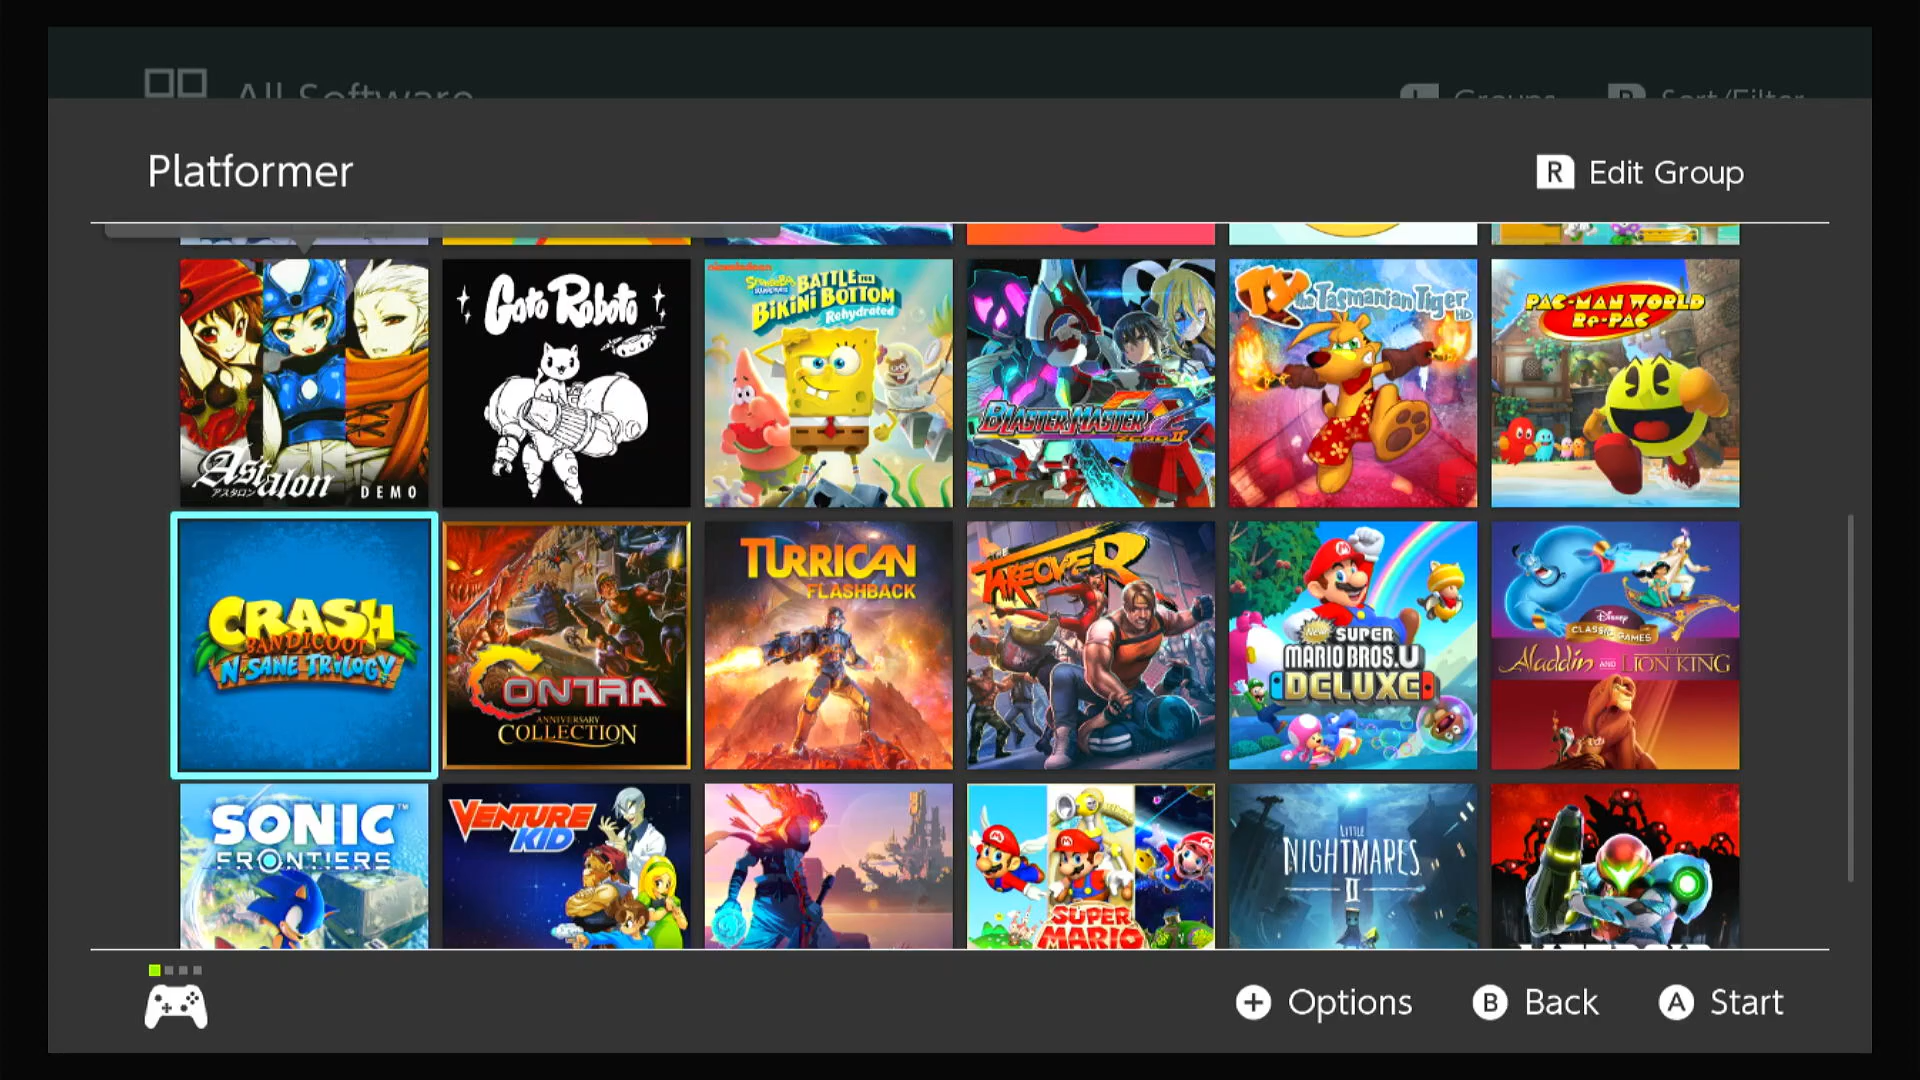 All Software
Groups
Sort/Filter
Platformer
R Edit Group
Astalon
アスタロン
DEMO
Gato Roboto
nickelodeon
SpongeBob
BATTLE FOR
BIKINI BOTTOM
Rehydrated
BLASTER MASTER
ZERO II
TY
the TASMANIAN TIGER
HD
PAC-MAN WORLD
Re-PAC
CRASH
BANDICOOT
N. SANE TRILOGY
CONTRA
ANNIVERSARY
COLLECTION
TURRICAN
FLASHBACK
THE
TAKEOVER
New SUPER
MARIO BROS.U
DELUXE
Disney
CLASSIC GAMES
Aladdin AND THE LION KING
SONIC™
FRONTIERS
VENTURE
KID
SUPER
MARIO
LITTLE
NIGHTMARES
II
+ Options
B Back
A Start